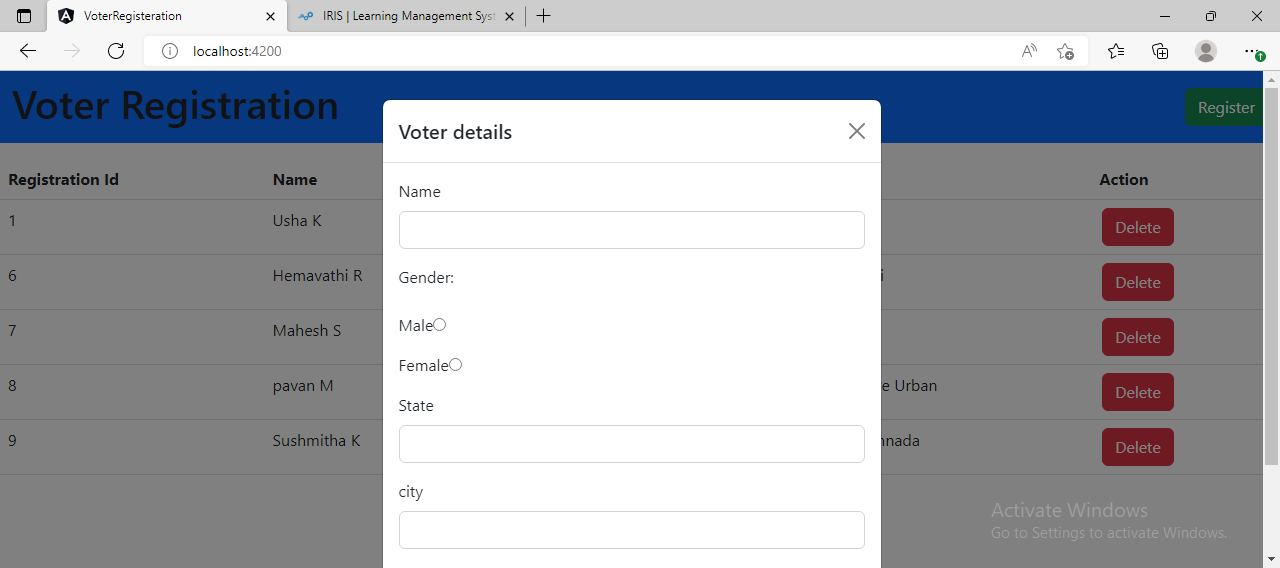 VoterRegisteration
IRIS | Learning Management Syst
localhost:4200
Voter Registration
Register
Voter details
Registration Id Name Action
1 Usha K Delete
6 Hemavathi R i Delete
7 Mahesh S Delete
8 pavan M e Urban Delete
9 Sushmitha K nnada Delete
Name
Gender:
Male
Female
State
city
Activate Windows
Go to Settings to activate Windows.